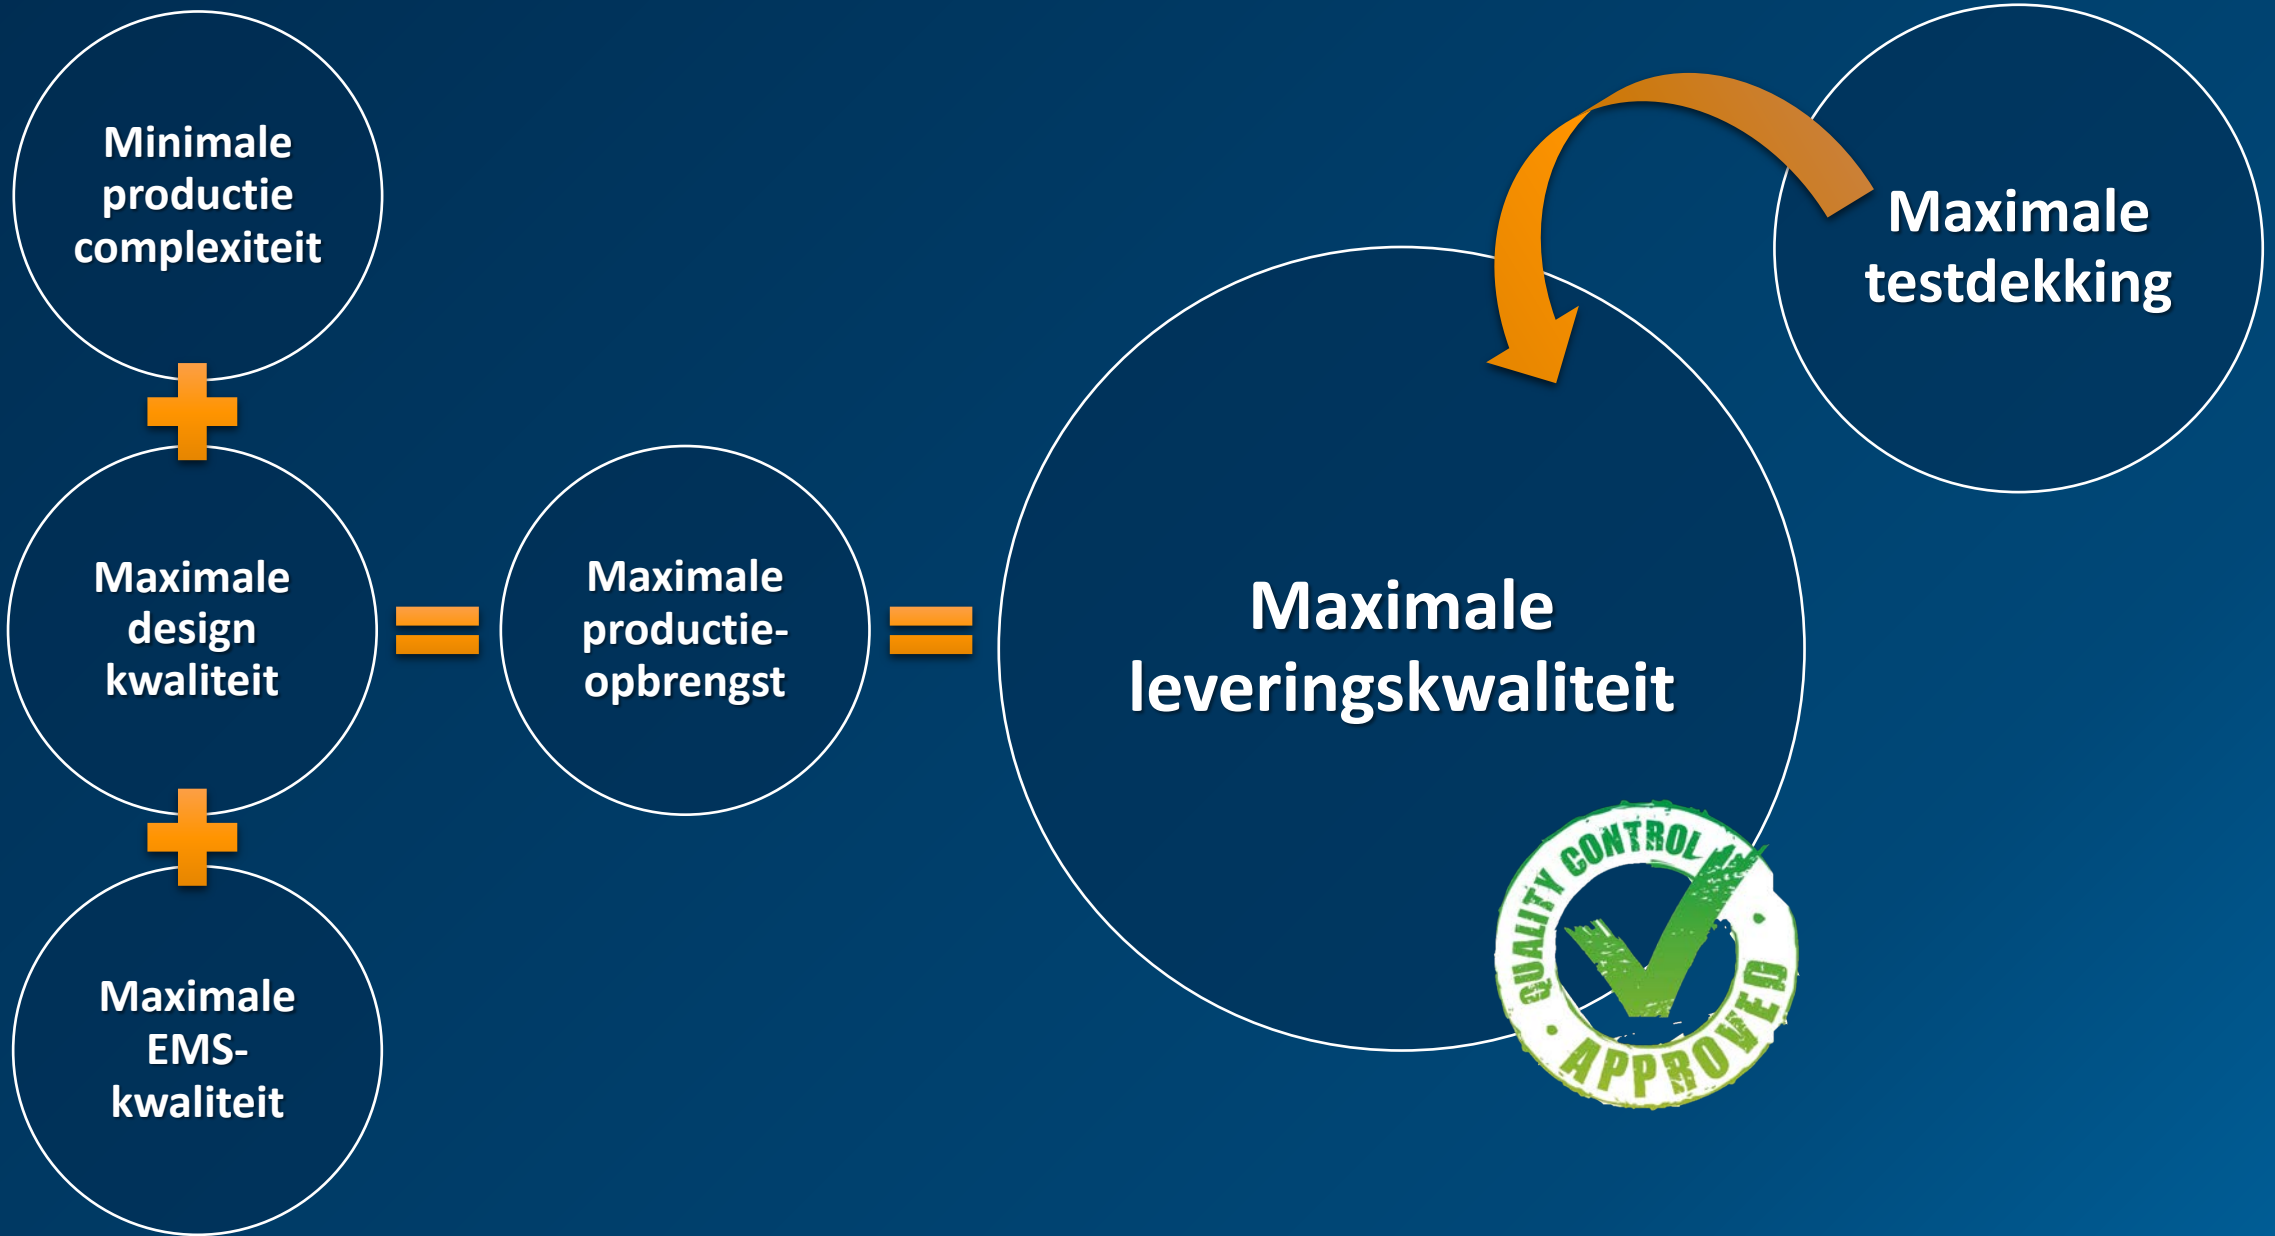 Minimale
productie
complexiteit
Maximale
design
kwaliteit
Maximale
EMS-
kwaliteit
Maximale
productie-
opbrengst
Maximale
leveringskwaliteit
Maximale
testdekking
QUALITY CONTROL
APPROVED